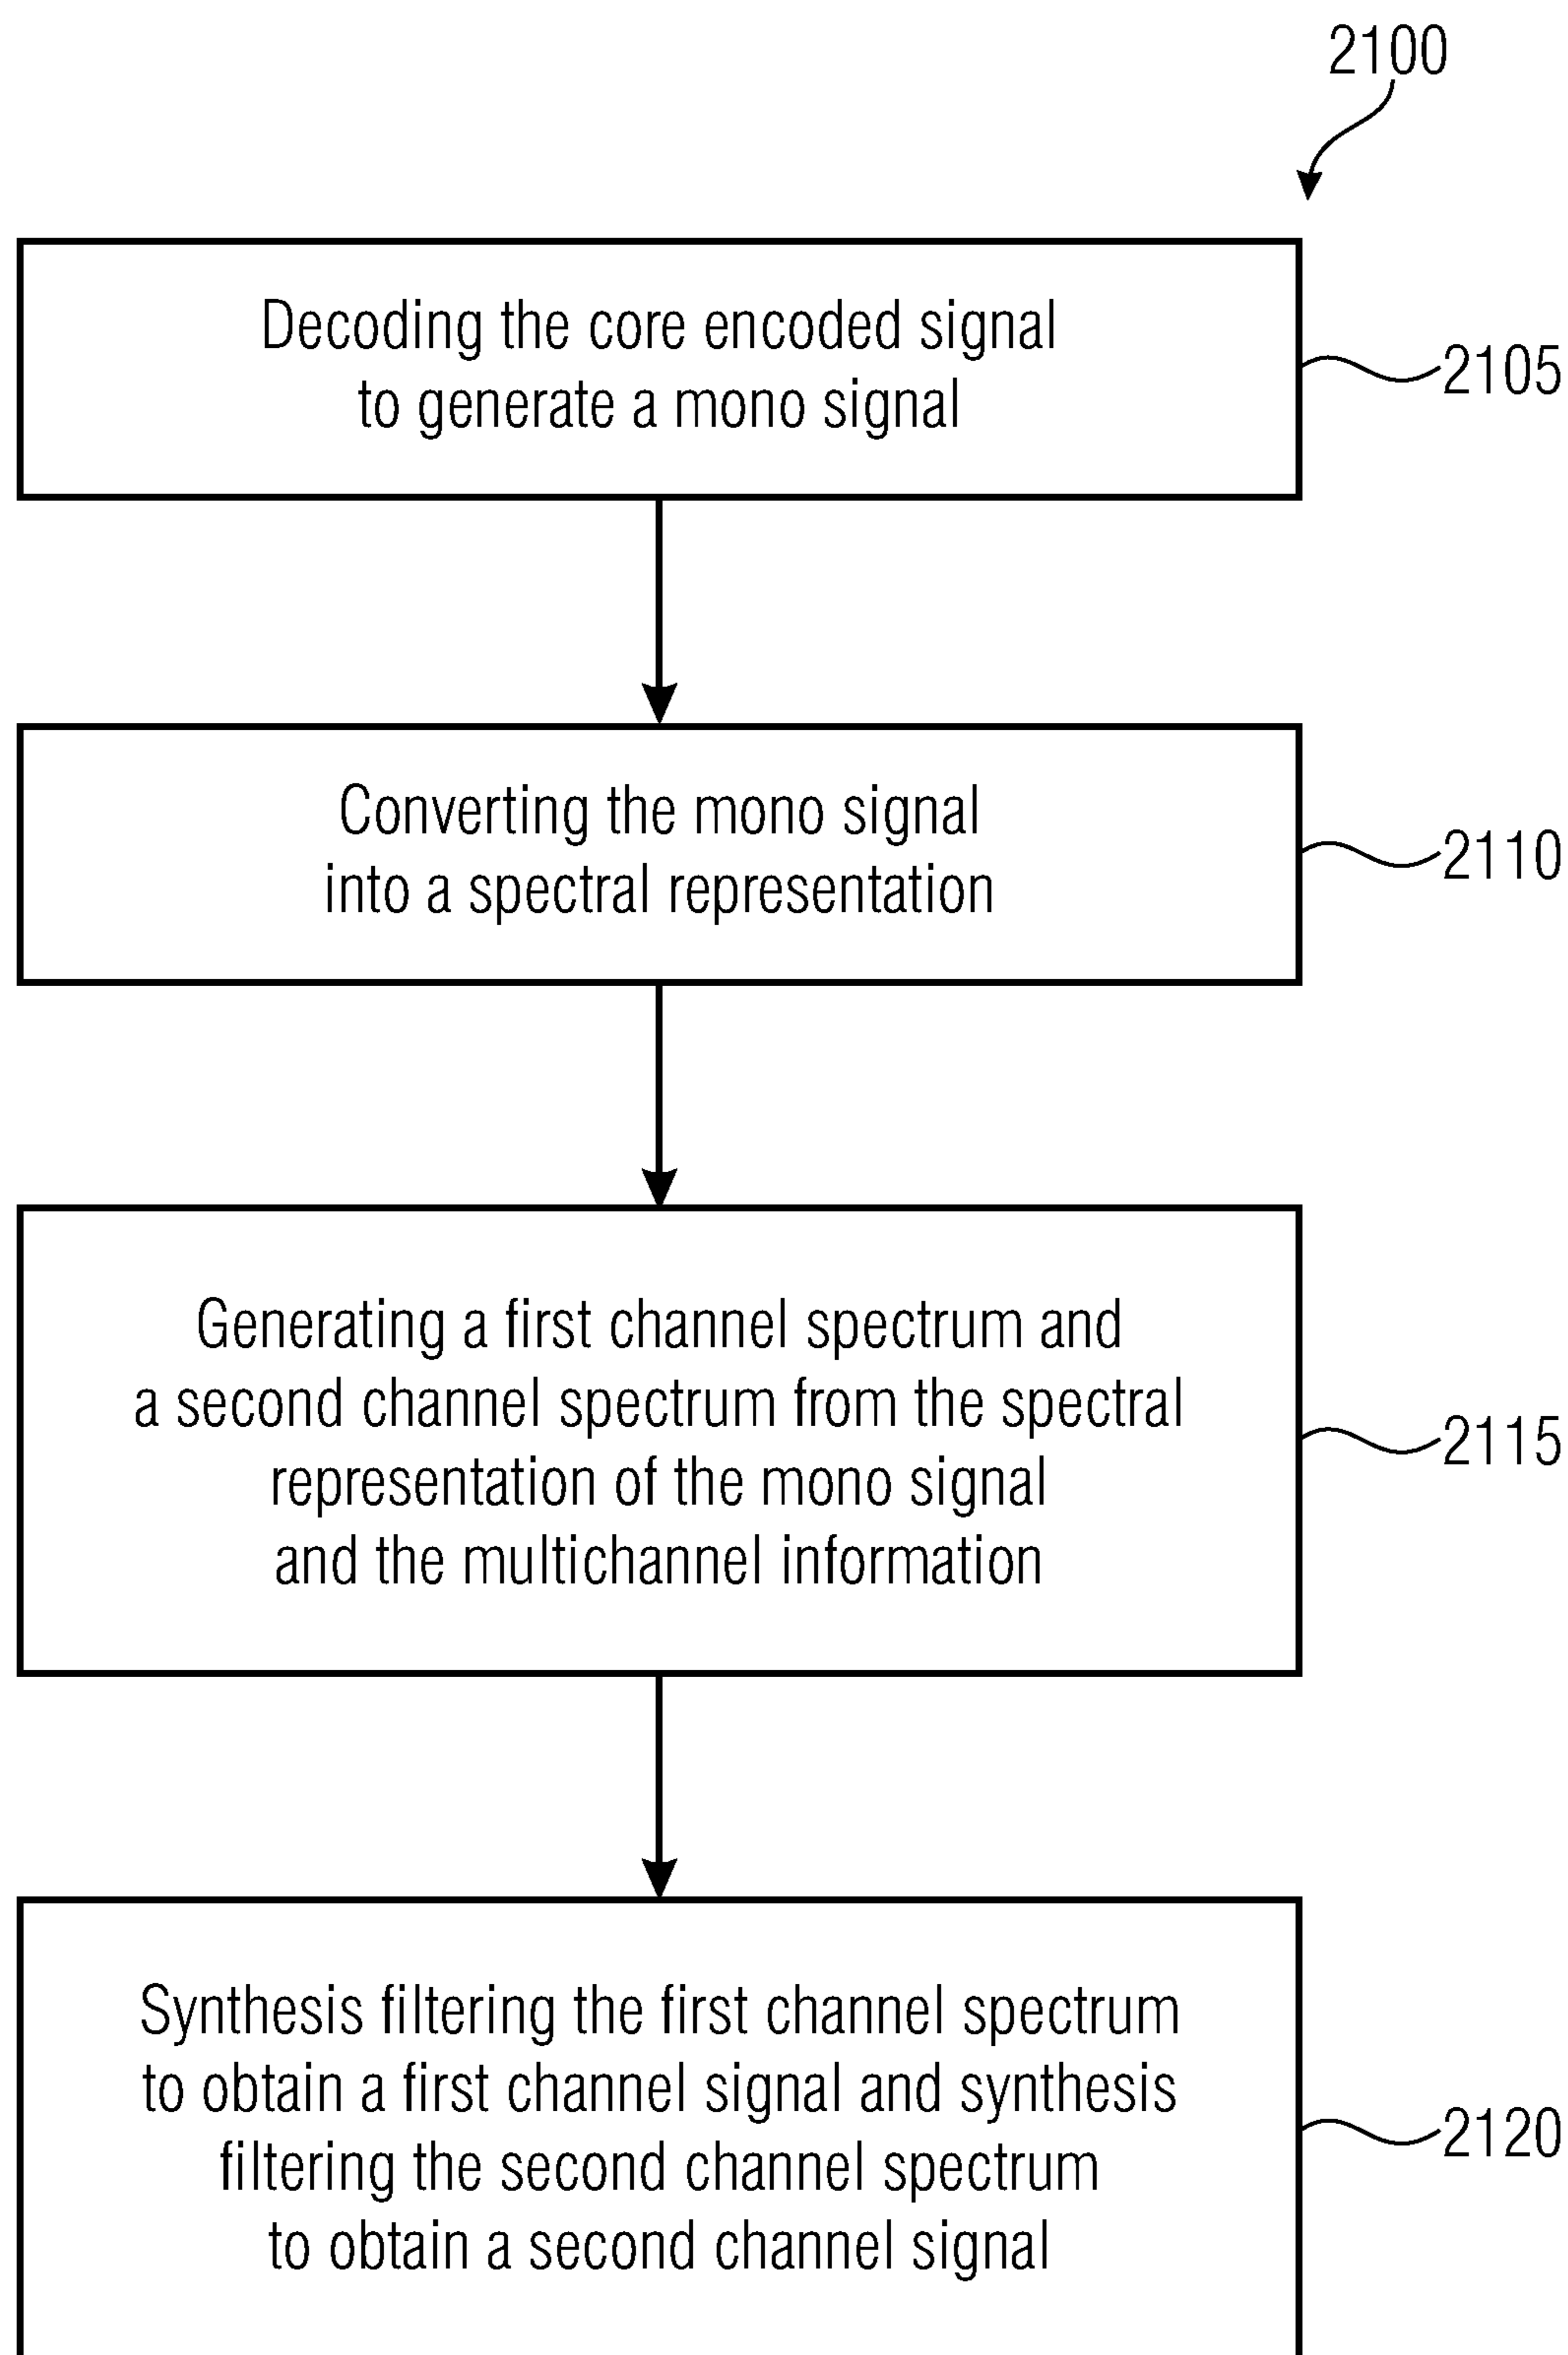 2100
Decoding the core encoded signal
to generate a mono signal
2105
Converting the mono signal
into a spectral representation
2110
Generating a first channel spectrum and
a second channel spectrum from the spectral
representation of the mono signal
and the multichannel information
2115
Synthesis filtering the first channel spectrum
to obtain a first channel signal and synthesis
filtering the second channel spectrum
to obtain a second channel signal
2120